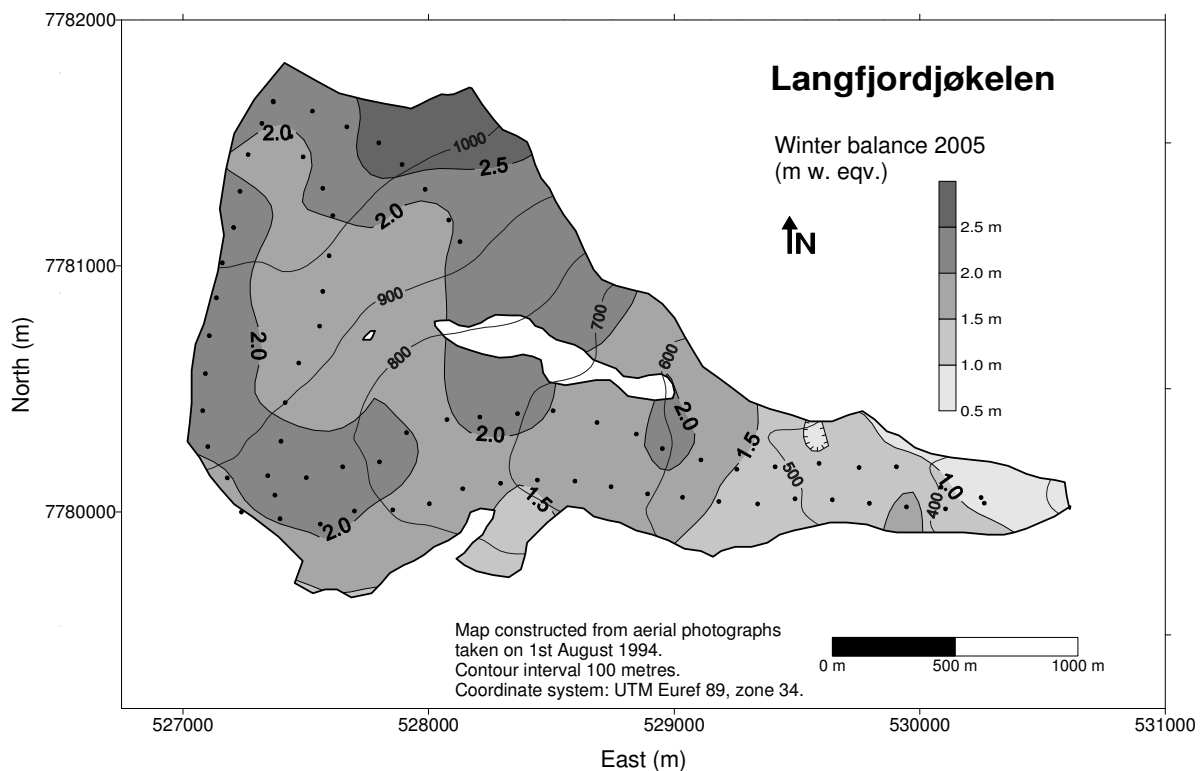 7782000
Langfjordjøkelen
Winter balance 2005
(m w. eqv.)
N
2.5 m
2.0 m
1.5 m
1.0 m
0.5 m
2.0
1000
2.5
2.0
7781000
900
700
2.0
800
600
2.0
2.0
1.5
500
1.0
400
1.5
2.0
7780000
North (m)
Map constructed from aerial photographs
taken on 1st August 1994.
Contour interval 100 metres.
Coordinate system: UTM Euref 89, zone 34.
0 m 500 m 1000 m
527000 528000 529000 530000 531000
East (m)